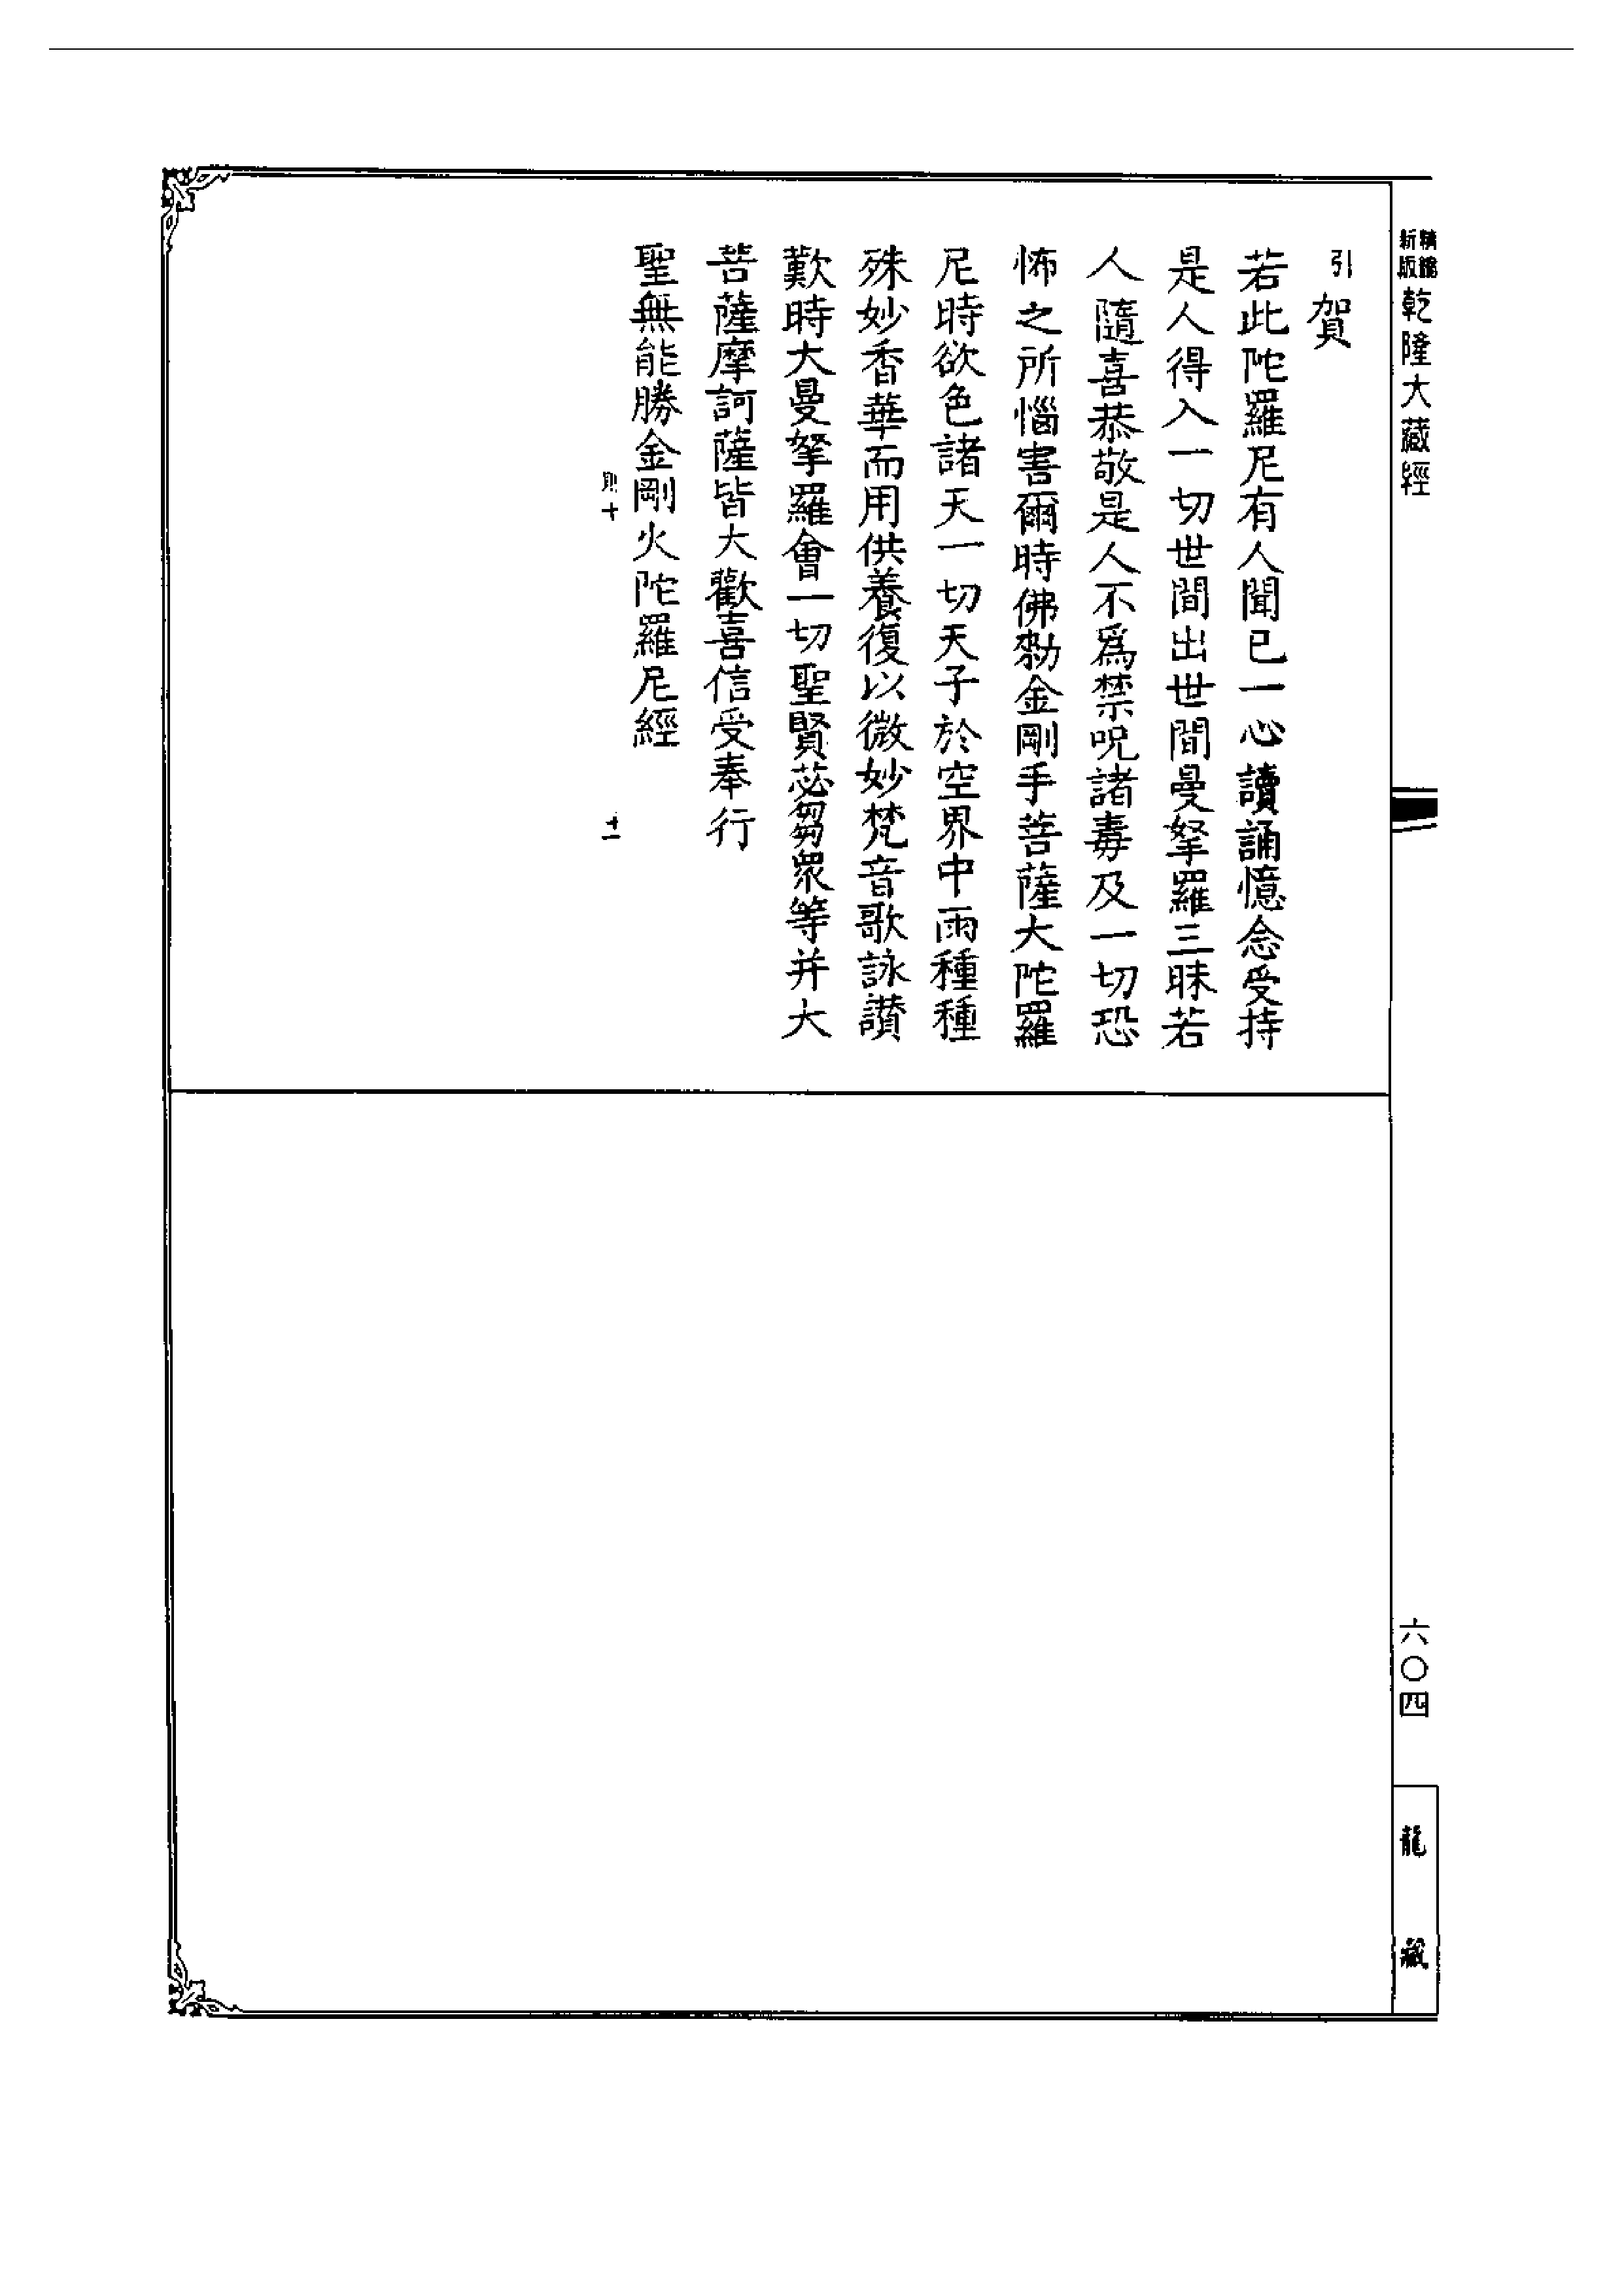 新版精縮乾隆大藏經
引賀
若此陀羅尼有人聞已一心讀誦憶念受持
是人得入一切世間出世間曼拏羅三昧若
人隨喜恭敬是人不爲禁呪諸毒及一切恐
怖之所惱害爾時佛勑金剛手菩薩大陀羅
尼時欲色諸天一切天子於空界中雨種種
殊妙香華而用供養復以微妙梵音歌詠讃
歎時大曼拏羅會一切聖賢苾芻衆等并大
菩薩摩訶薩皆大歡喜信受奉行
聖無能勝金剛火陀羅尼經
則十
十一
六〇四
龍藏